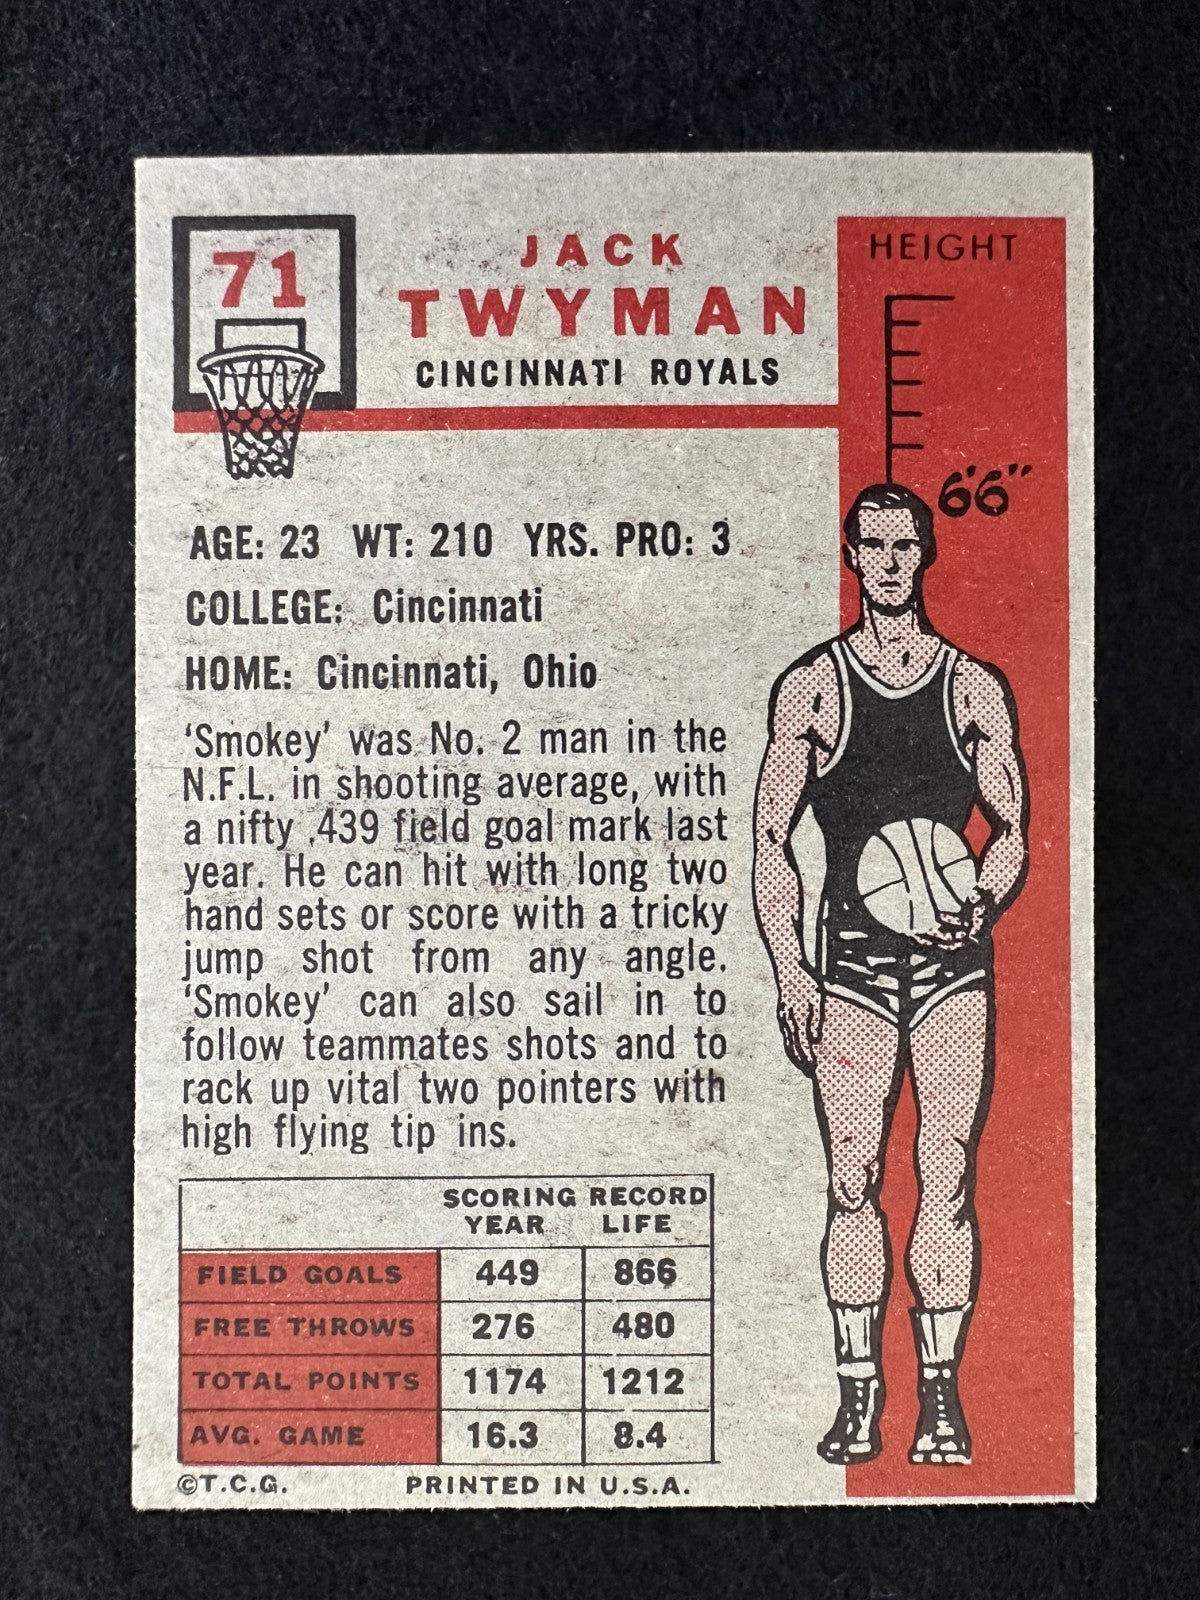 71
JACK
TWYMAN
CINCINNATI ROYALS
HEIGHT
6'6"
AGE: 23 WT: 210 YRS. PRO: 3
COLLEGE: Cincinnati
HOME: Cincinnati, Ohio
'Smokey' was No. 2 man in the
N.F.L. in shooting average, with
a nifty .439 field goal mark last
year. He can hit with long two
hand sets or score with a tricky
jump shot from any angle.
'Smokey' can also sail in to
follow teammates shots and to
rack up vital two pointers with
high flying tip ins.
SCORING RECORD
YEAR LIFE
FIELD GOALS 449 866
FREE THROWS 276 480
TOTAL POINTS 1174 1212
AVG. GAME 16.3 8.4
©T.C.G. PRINTED IN U.S.A.